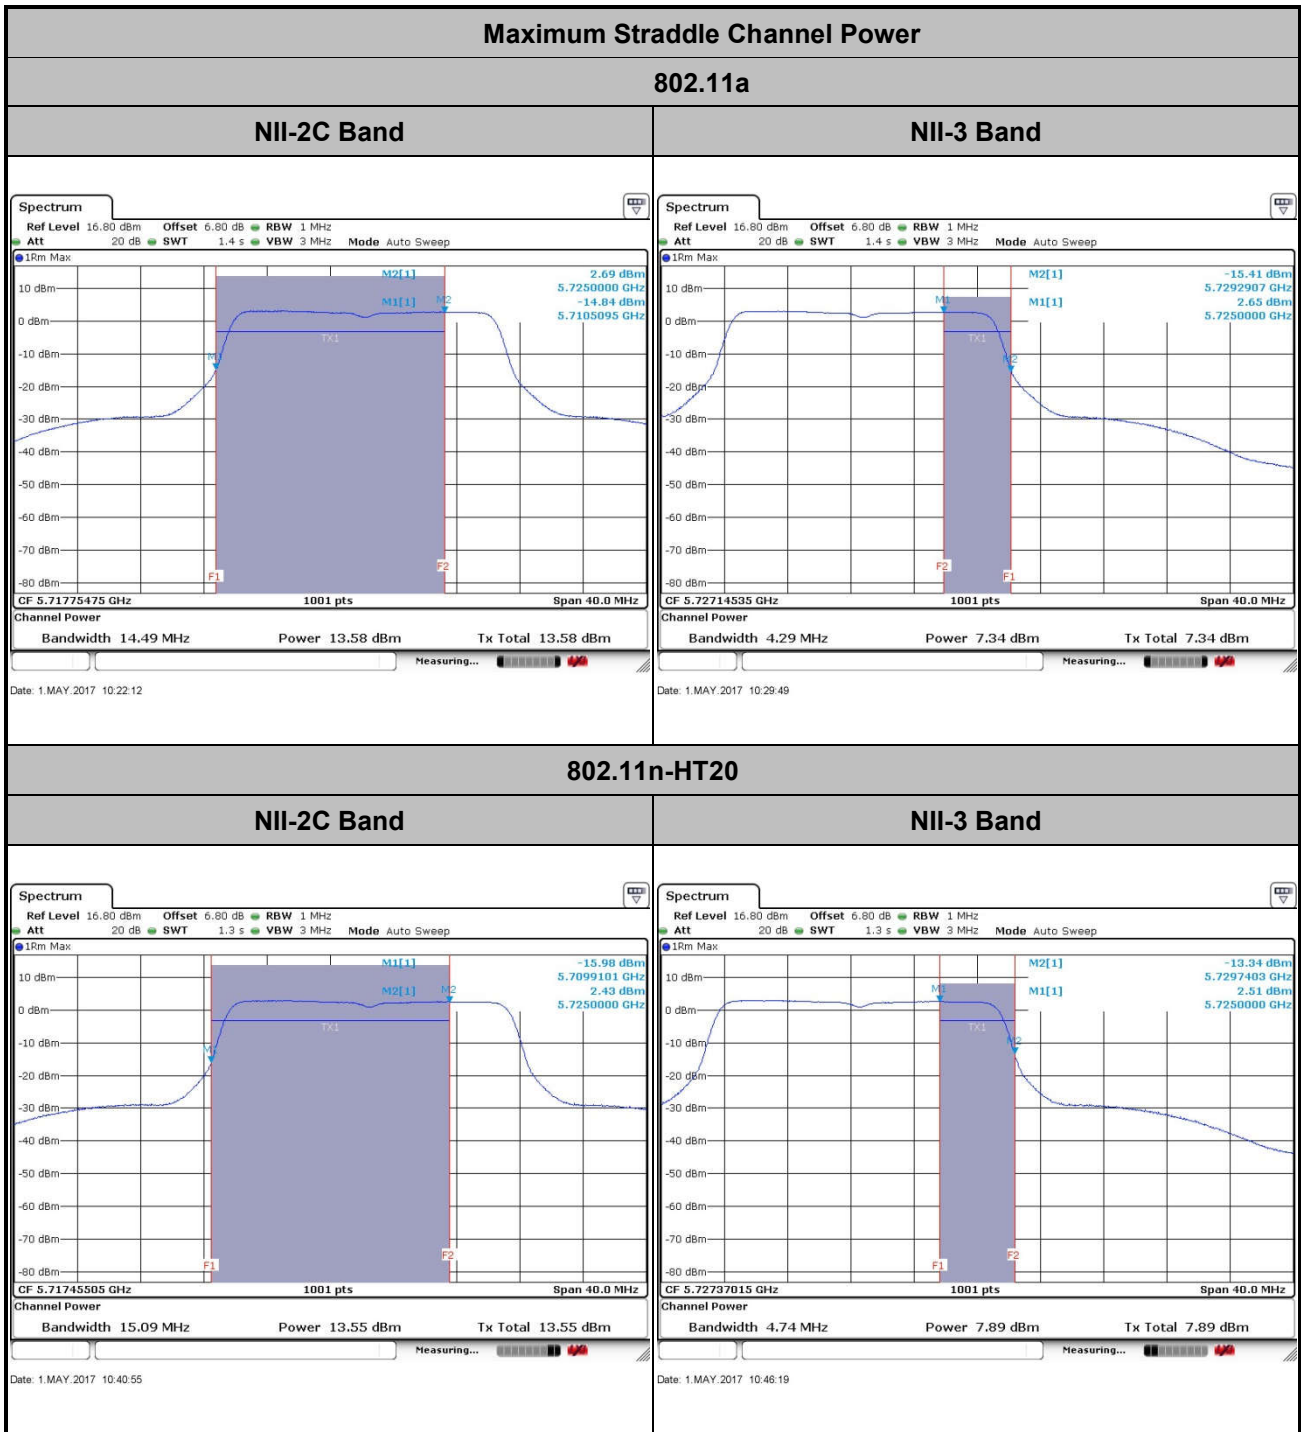 Maximum Straddle Channel Power
802.11a
NII-2C Band
NII-3 Band
Spectrum
Ref Level 16.80 dBm Offset 6.80 dB RBW 1 MHz
Att 20 dB SWT 1.4 s VBW 3 MHz Mode Auto Sweep
1Rm Max
M2[1] 2.69 dBm
5.7250000 GHz
M1[1] -14.84 dBm
5.7105095 GHz
M2
10 dBm
0 dBm
TX1
-10 dBm
-20 dBm
-30 dBm
-40 dBm
-50 dBm
-60 dBm
-70 dBm
-80 dBm
F1
F2
CF 5.71775475 GHz 1001 pts Span 40.0 MHz
Channel Power
Bandwidth 14.49 MHz Power 13.58 dBm Tx Total 13.58 dBm
Measuring...
Date: 1.MAY.2017 10:22:12
Spectrum
Ref Level 16.80 dBm Offset 6.80 dB RBW 1 MHz
Att 20 dB SWT 1.4 s VBW 3 MHz Mode Auto Sweep
1Rm Max
M2[1] -15.41 dBm
5.7292907 GHz
M1[1] 2.65 dBm
5.7250000 GHz
M1
10 dBm
0 dBm
TX1
-10 dBm
M2
-20 dBm
-30 dBm
-40 dBm
-50 dBm
-60 dBm
-70 dBm
-80 dBm
F2
F1
CF 5.72714535 GHz 1001 pts Span 40.0 MHz
Channel Power
Bandwidth 4.29 MHz Power 7.34 dBm Tx Total 7.34 dBm
Measuring...
Date: 1.MAY.2017 10:29:49
802.11n-HT20
NII-2C Band
NII-3 Band
Spectrum
Ref Level 16.80 dBm Offset 6.80 dB RBW 1 MHz
Att 20 dB SWT 1.3 s VBW 3 MHz Mode Auto Sweep
1Rm Max
M1[1] -15.98 dBm
5.7099101 GHz
M2[1] 2.43 dBm
5.7250000 GHz
M2
10 dBm
0 dBm
TX1
-10 dBm
-20 dBm
-30 dBm
-40 dBm
-50 dBm
-60 dBm
-70 dBm
-80 dBm
F1
F2
CF 5.71745505 GHz 1001 pts Span 40.0 MHz
Channel Power
Bandwidth 15.09 MHz Power 13.55 dBm Tx Total 13.55 dBm
Measuring...
Date: 1.MAY.2017 10:40:55
Spectrum
Ref Level 16.80 dBm Offset 6.80 dB RBW 1 MHz
Att 20 dB SWT 1.3 s VBW 3 MHz Mode Auto Sweep
1Rm Max
M2[1] -13.34 dBm
5.7297403 GHz
M1[1] 2.51 dBm
5.7250000 GHz
M1
10 dBm
0 dBm
TX1
-10 dBm
M2
-20 dBm
-30 dBm
-40 dBm
-50 dBm
-60 dBm
-70 dBm
-80 dBm
F1
F2
CF 5.72737015 GHz 1001 pts Span 40.0 MHz
Channel Power
Bandwidth 4.74 MHz Power 7.89 dBm Tx Total 7.89 dBm
Measuring...
Date: 1.MAY.2017 10:46:19